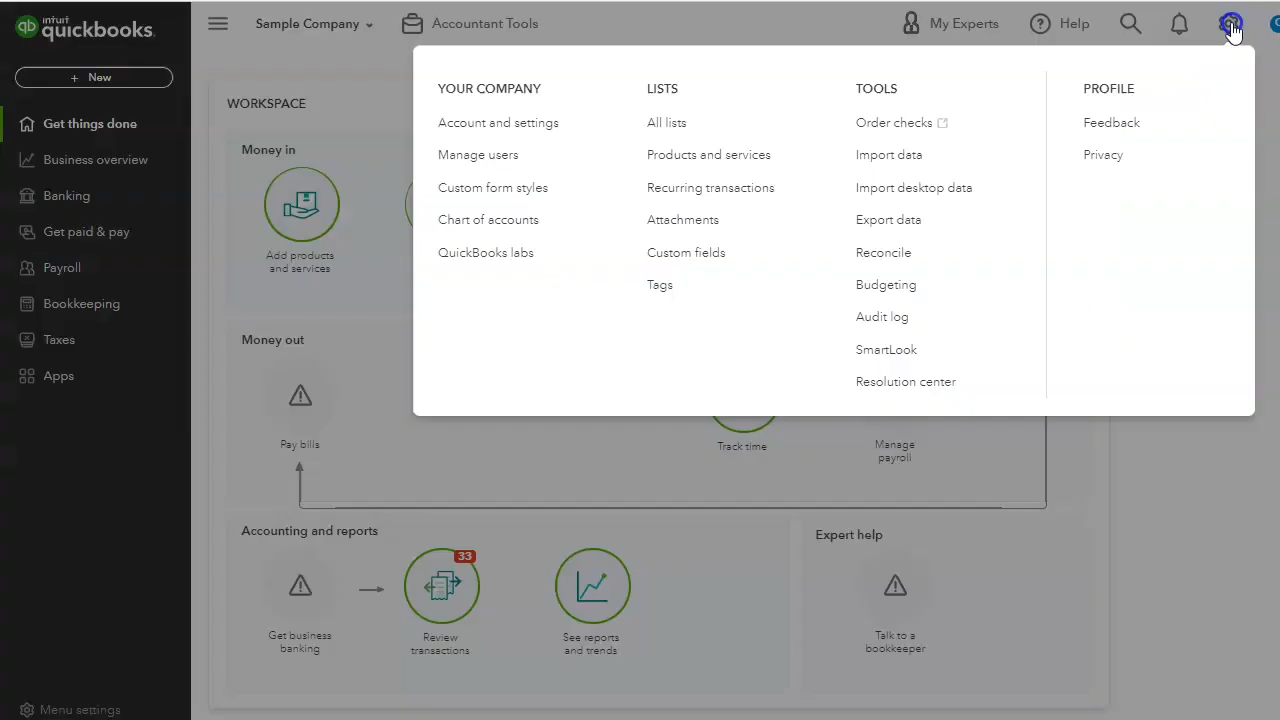 intuit
quickbooks.
Sample Company
Accountant Tools
My Experts
Help
+ New
Get things done
Business overview
Banking
Get paid & pay
Payroll
Bookkeeping
Taxes
Apps
Menu settings
YOUR COMPANY
Account and settings
Manage users
Custom form styles
Chart of accounts
QuickBooks labs
LISTS
All lists
Products and services
Recurring transactions
Attachments
Custom fields
Tags
TOOLS
Order checks
Import data
Import desktop data
Export data
Reconcile
Budgeting
Audit log
SmartLook
Resolution center
PROFILE
Feedback
Privacy
WORKSPACE
Money in
Add products
and services
Money out
Pay bills
Track time
Manage
payroll
Accounting and reports
Get business
banking
33
Review
transactions
See reports
and trends
Expert help
Talk to a
bookkeeper